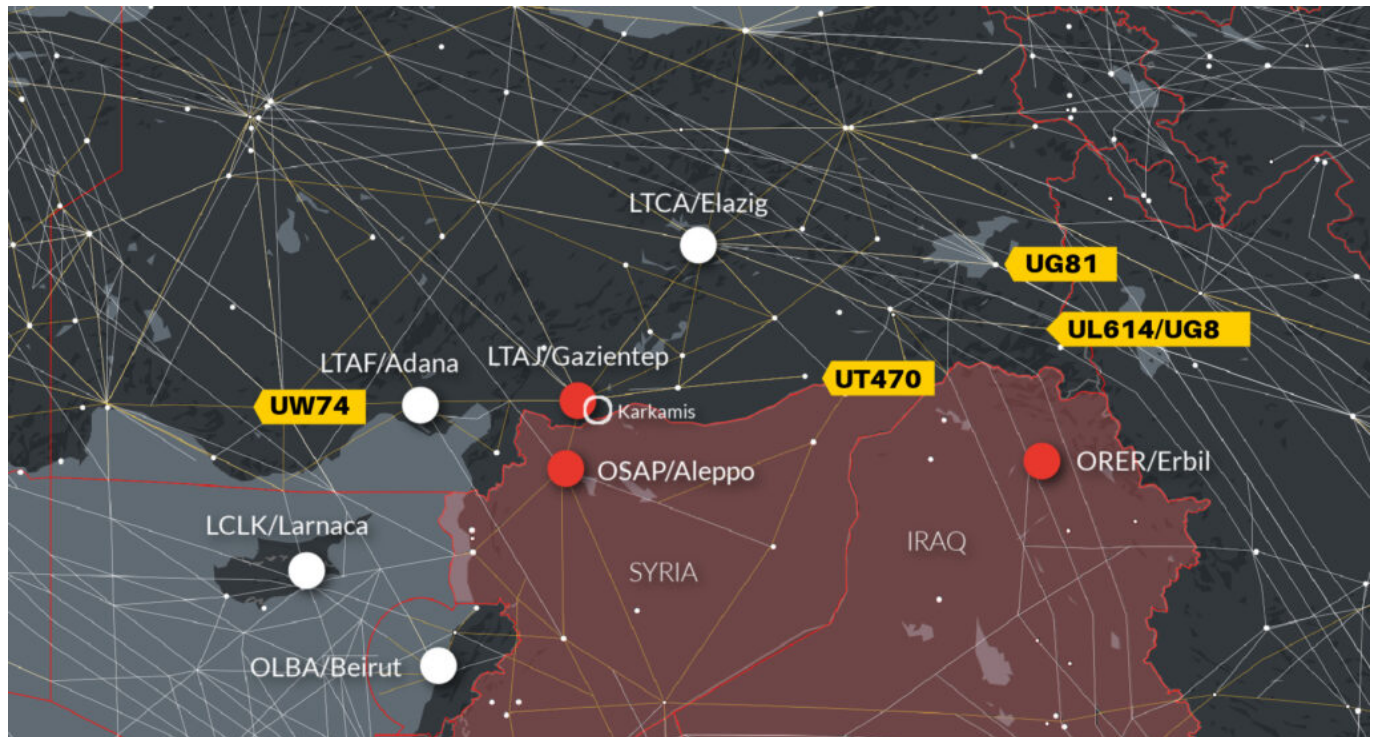 LTCA/Elazig
UG81
UL614/UG8
LTAF/Adana
LTAJ/Gazientep
UT470
UW74
Karkamis
OSAP/Aleppo
ORER/Erbil
LCLK/Larnaca
IRAQ
SYRIA
OLBA/Beirut